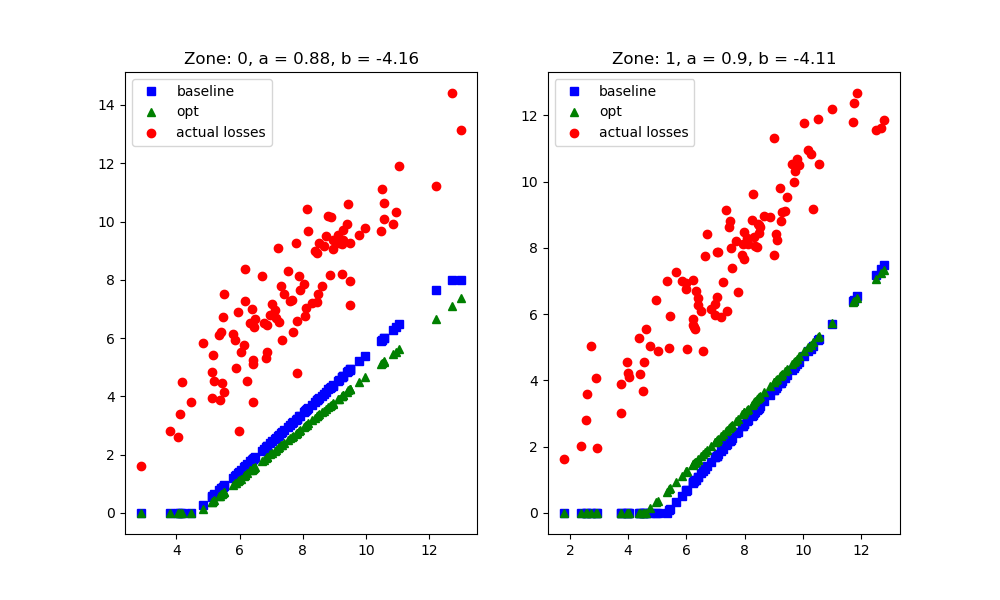 Zone: 0, a = 0.88, b = -4.16
baseline
opt
actual losses
14
12
10
8
6
4
2
0
4 6 8 10 12
Zone: 1, a = 0.9, b = -4.11
baseline
opt
actual losses
12
10
8
6
4
2
0
2 4 6 8 10 12